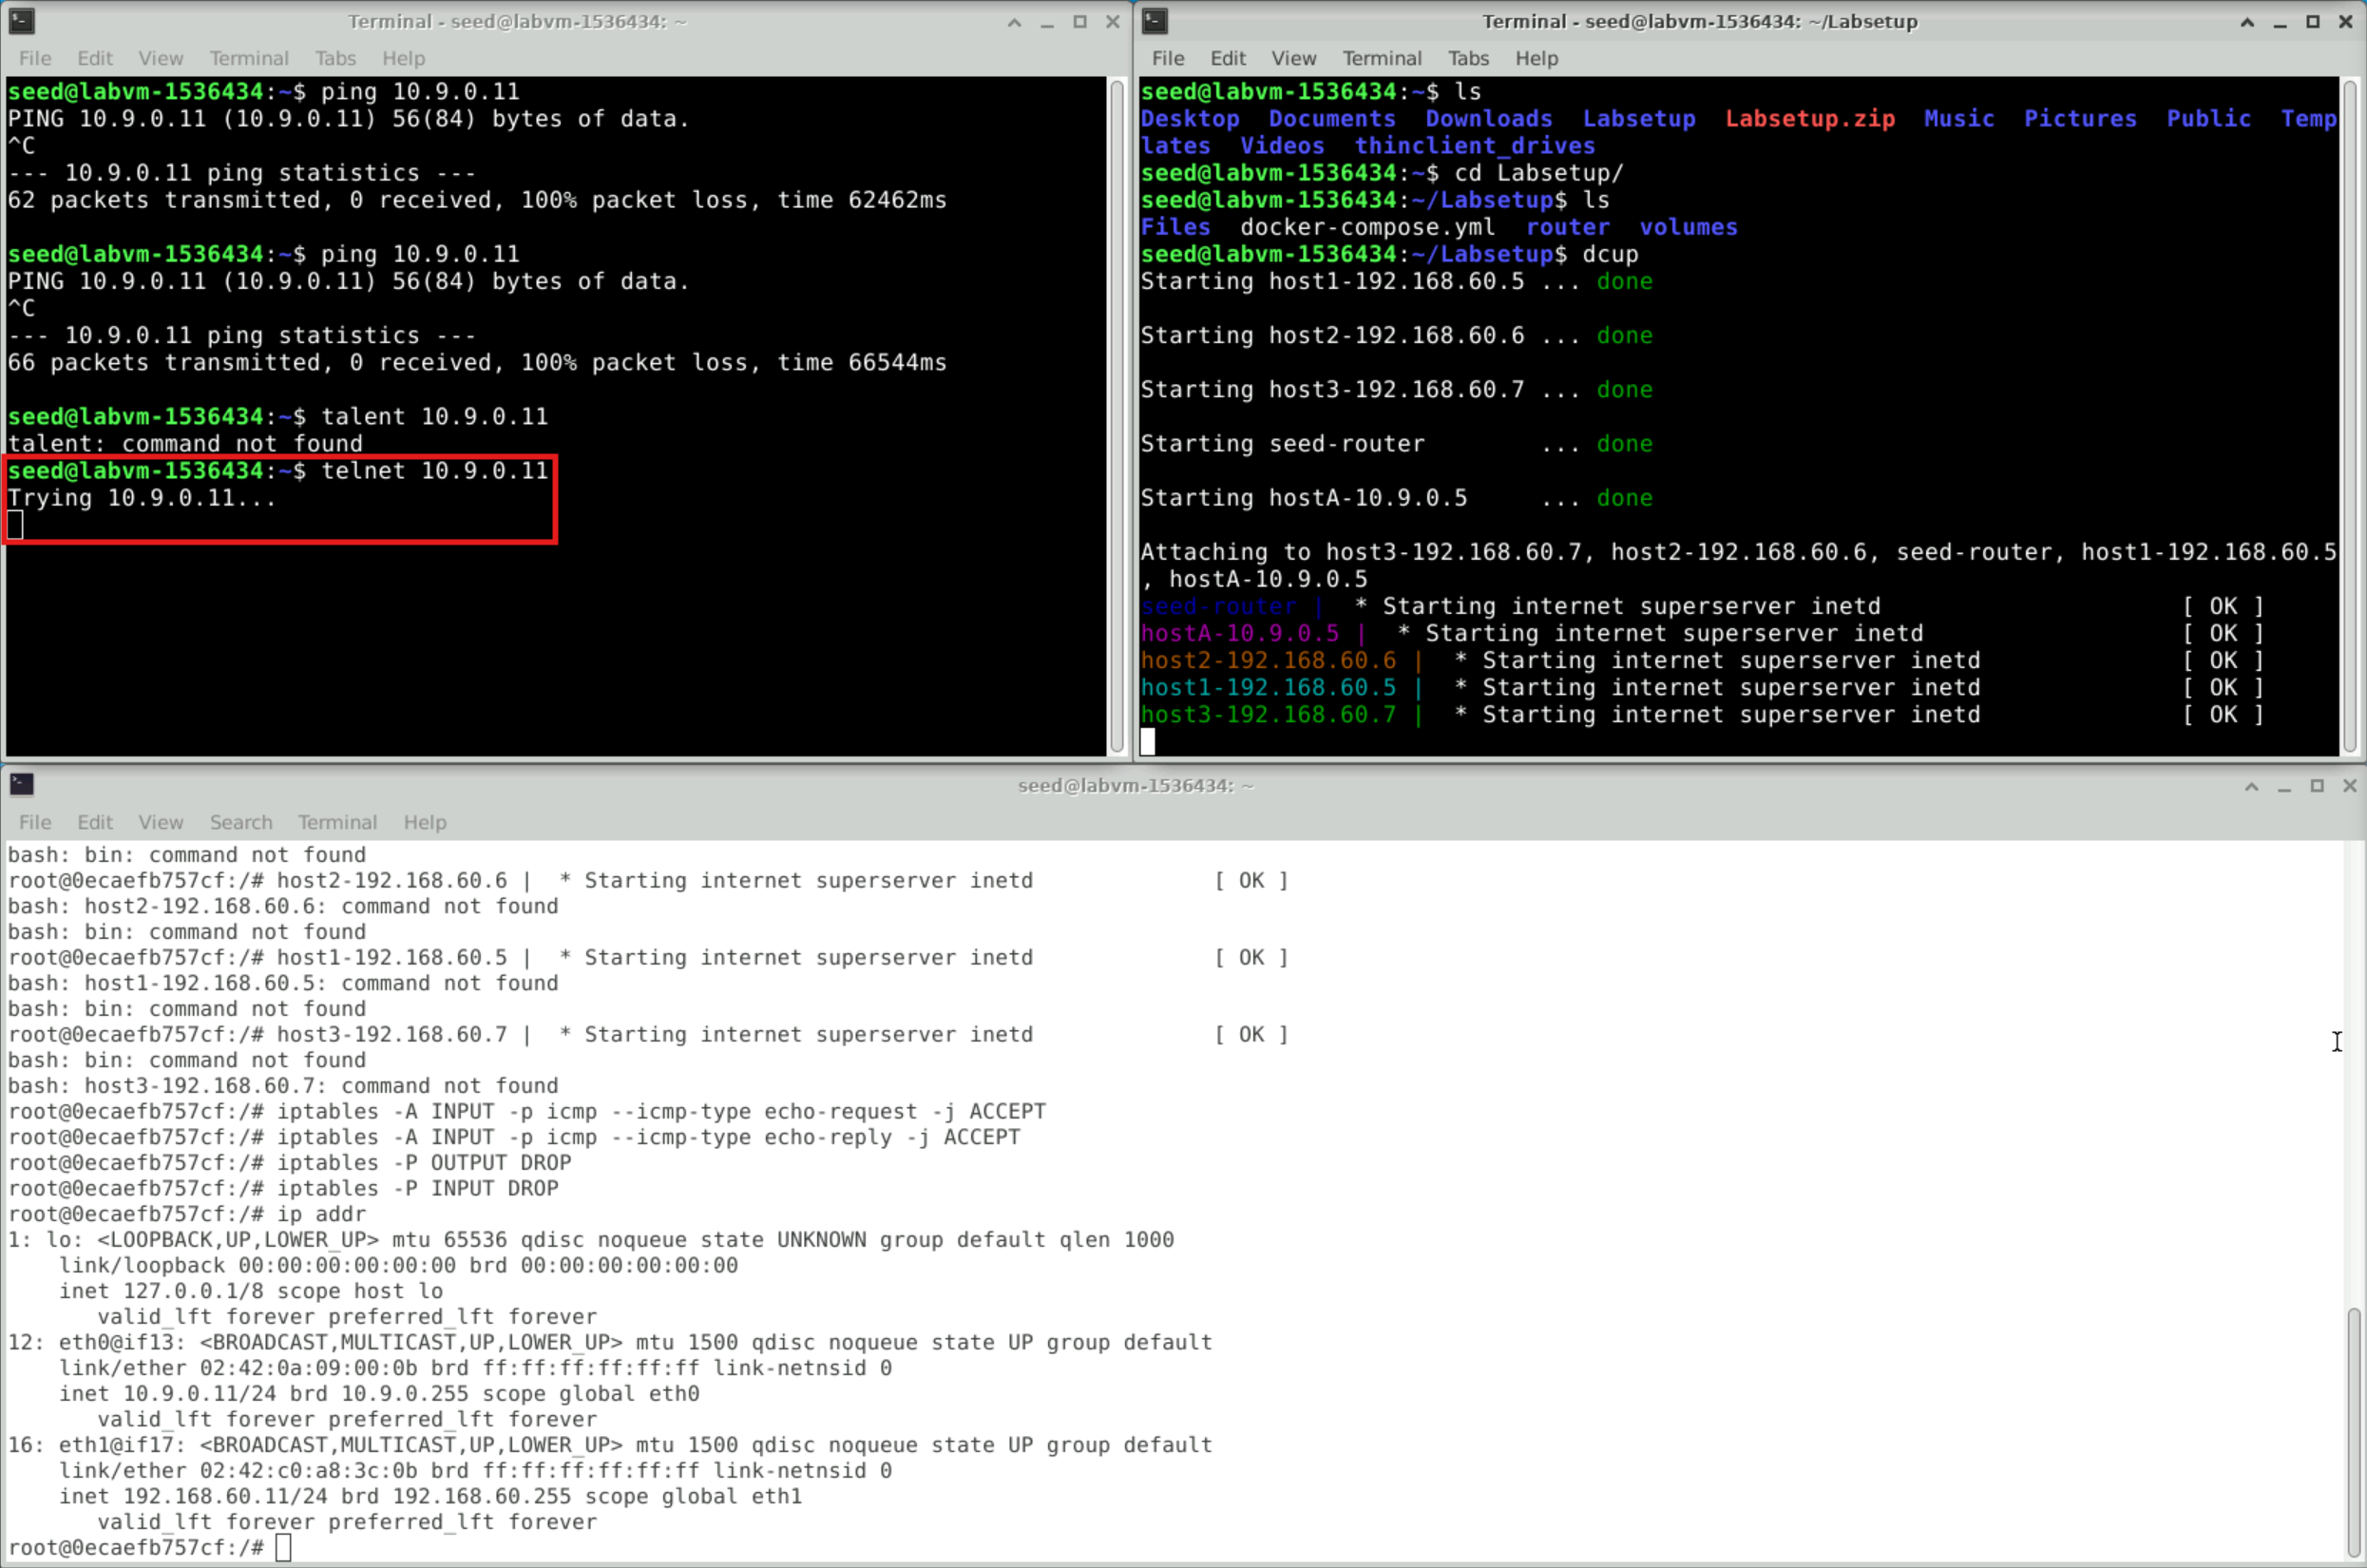 Terminal - seed@labvm-1536434: ~
File Edit View Terminal Tabs Help
seed@labvm-1536434:~$ ping 10.9.0.11
PING 10.9.0.11 (10.9.0.11) 56(84) bytes of data.
^C
--- 10.9.0.11 ping statistics ---
62 packets transmitted, 0 received, 100% packet loss, time 62462ms
seed@labvm-1536434:~$ ping 10.9.0.11
PING 10.9.0.11 (10.9.0.11) 56(84) bytes of data.
^C
--- 10.9.0.11 ping statistics ---
66 packets transmitted, 0 received, 100% packet loss, time 66544ms
seed@labvm-1536434:~$ talent 10.9.0.11
talent: command not found
seed@labvm-1536434:~$ telnet 10.9.0.11
Trying 10.9.0.11...
Terminal - seed@labvm-1536434: ~/Labsetup
File Edit View Terminal Tabs Help
seed@labvm-1536434:~$ ls
Desktop Documents Downloads Labsetup Labsetup.zip Music Pictures Public Temp
lates Videos thinclient_drives
seed@labvm-1536434:~$ cd Labsetup/
seed@labvm-1536434:~/Labsetup$ ls
Files docker-compose.yml router volumes
seed@labvm-1536434:~/Labsetup$ dcup
Starting host1-192.168.60.5 ... done
Starting host2-192.168.60.6 ... done
Starting host3-192.168.60.7 ... done
Starting seed-router ... done
Starting hostA-10.9.0.5 ... done
Attaching to host3-192.168.60.7, host2-192.168.60.6, seed-router, host1-192.168.60.5
, hostA-10.9.0.5
seed-router | * Starting internet superserver inetd [ OK ]
hostA-10.9.0.5 | * Starting internet superserver inetd [ OK ]
host2-192.168.60.6 | * Starting internet superserver inetd [ OK ]
host1-192.168.60.5 | * Starting internet superserver inetd [ OK ]
host3-192.168.60.7 | * Starting internet superserver inetd [ OK ]
seed@labvm-1536434: ~
File Edit View Search Terminal Help
bash: bin: command not found
root@0ecaefb757cf:/# host2-192.168.60.6 | * Starting internet superserver inetd [ OK ]
bash: host2-192.168.60.6: command not found
bash: bin: command not found
root@0ecaefb757cf:/# host1-192.168.60.5 | * Starting internet superserver inetd [ OK ]
bash: host1-192.168.60.5: command not found
bash: bin: command not found
root@0ecaefb757cf:/# host3-192.168.60.7 | * Starting internet superserver inetd [ OK ]
bash: bin: command not found
bash: host3-192.168.60.7: command not found
root@0ecaefb757cf:/# iptables -A INPUT -p icmp --icmp-type echo-request -j ACCEPT
root@0ecaefb757cf:/# iptables -A INPUT -p icmp --icmp-type echo-reply -j ACCEPT
root@0ecaefb757cf:/# iptables -P OUTPUT DROP
root@0ecaefb757cf:/# iptables -P INPUT DROP
root@0ecaefb757cf:/# ip addr
1: lo: <LOOPBACK,UP,LOWER_UP> mtu 65536 qdisc noqueue state UNKNOWN group default qlen 1000
link/loopback 00:00:00:00:00:00 brd 00:00:00:00:00:00
inet 127.0.0.1/8 scope host lo
valid_lft forever preferred_lft forever
12: eth0@if13: <BROADCAST,MULTICAST,UP,LOWER_UP> mtu 1500 qdisc noqueue state UP group default
link/ether 02:42:0a:09:00:0b brd ff:ff:ff:ff:ff:ff link-netnsid 0
inet 10.9.0.11/24 brd 10.9.0.255 scope global eth0
valid_lft forever preferred_lft forever
16: eth1@if17: <BROADCAST,MULTICAST,UP,LOWER_UP> mtu 1500 qdisc noqueue state UP group default
link/ether 02:42:c0:a8:3c:0b brd ff:ff:ff:ff:ff:ff link-netnsid 0
inet 192.168.60.11/24 brd 192.168.60.255 scope global eth1
valid_lft forever preferred_lft forever
root@0ecaefb757cf:/#